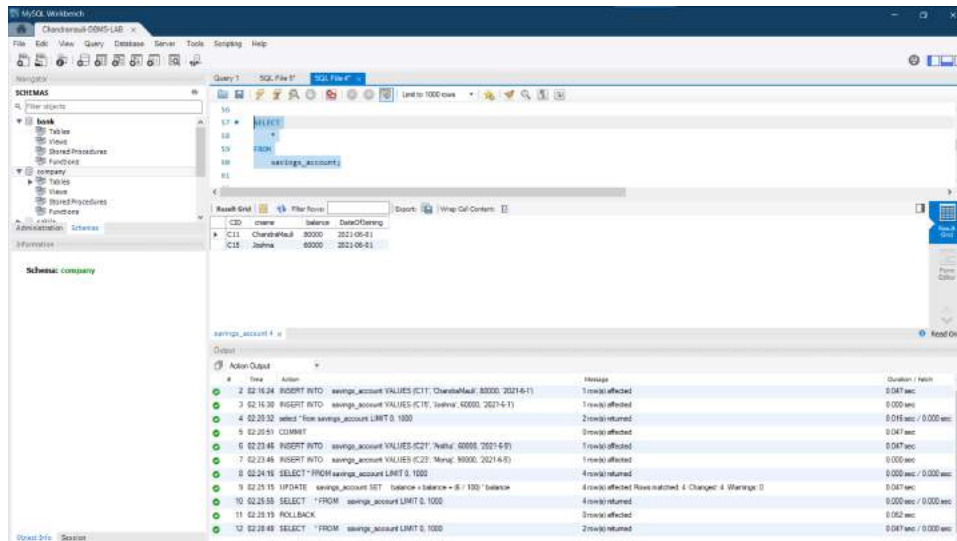 MySQL Workbench
Chandramauli-DBMS-LAB ×
File Edit View Query Database Server Tools Scripting Help
Navigator
Query 1 SQL File 5* SQL File 4* ×
SCHEMAS
Limit to 1000 rows
Filter objects
bank
Tables
Views
Stored Procedures
Functions
company
Tables
Views
Stored Procedures
Functions
Administration Schemas
Information
Schema: company
56
57 SELECT
58 *
59 FROM
60 savings_account;
61
Result Grid Filter Rows: Export: Wrap Cell Content:
CID cname balance DateOfJoining
C11 ChandraMauli 80000 2021-06-01
C15 Joshna 60000 2021-06-01
Result Grid
Form Editor
savings_account 4 × Read On
Output
Action Output
# Time Action Message Duration / Fetch
2 02:16:24 INSERT INTO savings_account VALUES ('C11', 'ChandraMauli', 80000, '2021-6-1') 1 row(s) affected 0.047 sec
3 02:16:30 INSERT INTO savings_account VALUES ('C15', 'Joshna', 60000, '2021-6-1') 1 row(s) affected 0.000 sec
4 02:20:32 select * from savings_account LIMIT 0, 1000 2 row(s) returned 0.016 sec / 0.000 sec
5 02:20:51 COMMIT 0 row(s) affected 0.047 sec
6 02:23:46 INSERT INTO savings_account VALUES ('C21', 60000, 1 row(s) affected 0.047 sec
7 02:23:46 INSERT INTO savings_account VALUES ('C23', 'Manoj', 90000, 1 row(s) affected 0.000 sec
8 02:24:15 SELECT * FROM savings_account LIMIT 0, 1000 4 row(s) returned 0.000 sec / 0.000 sec
9 02:25:15 UPDATE savings_account SET balance = balance + (6 / 100) * balance 4 row(s) affected Rows matched: 4 Changed: 4 Warnings: 0 0.047 sec
10 02:25:55 SELECT * FROM savings_account LIMIT 0, 1000 4 row(s) returned 0.000 sec / 0.000 sec
11 02:28:19 ROLLBACK 0 row(s) affected 0.062 sec
12 02:28:48 SELECT * FROM savings_account LIMIT 0, 1000 2 row(s) returned 0.047 sec / 0.000 sec
Object Info Session